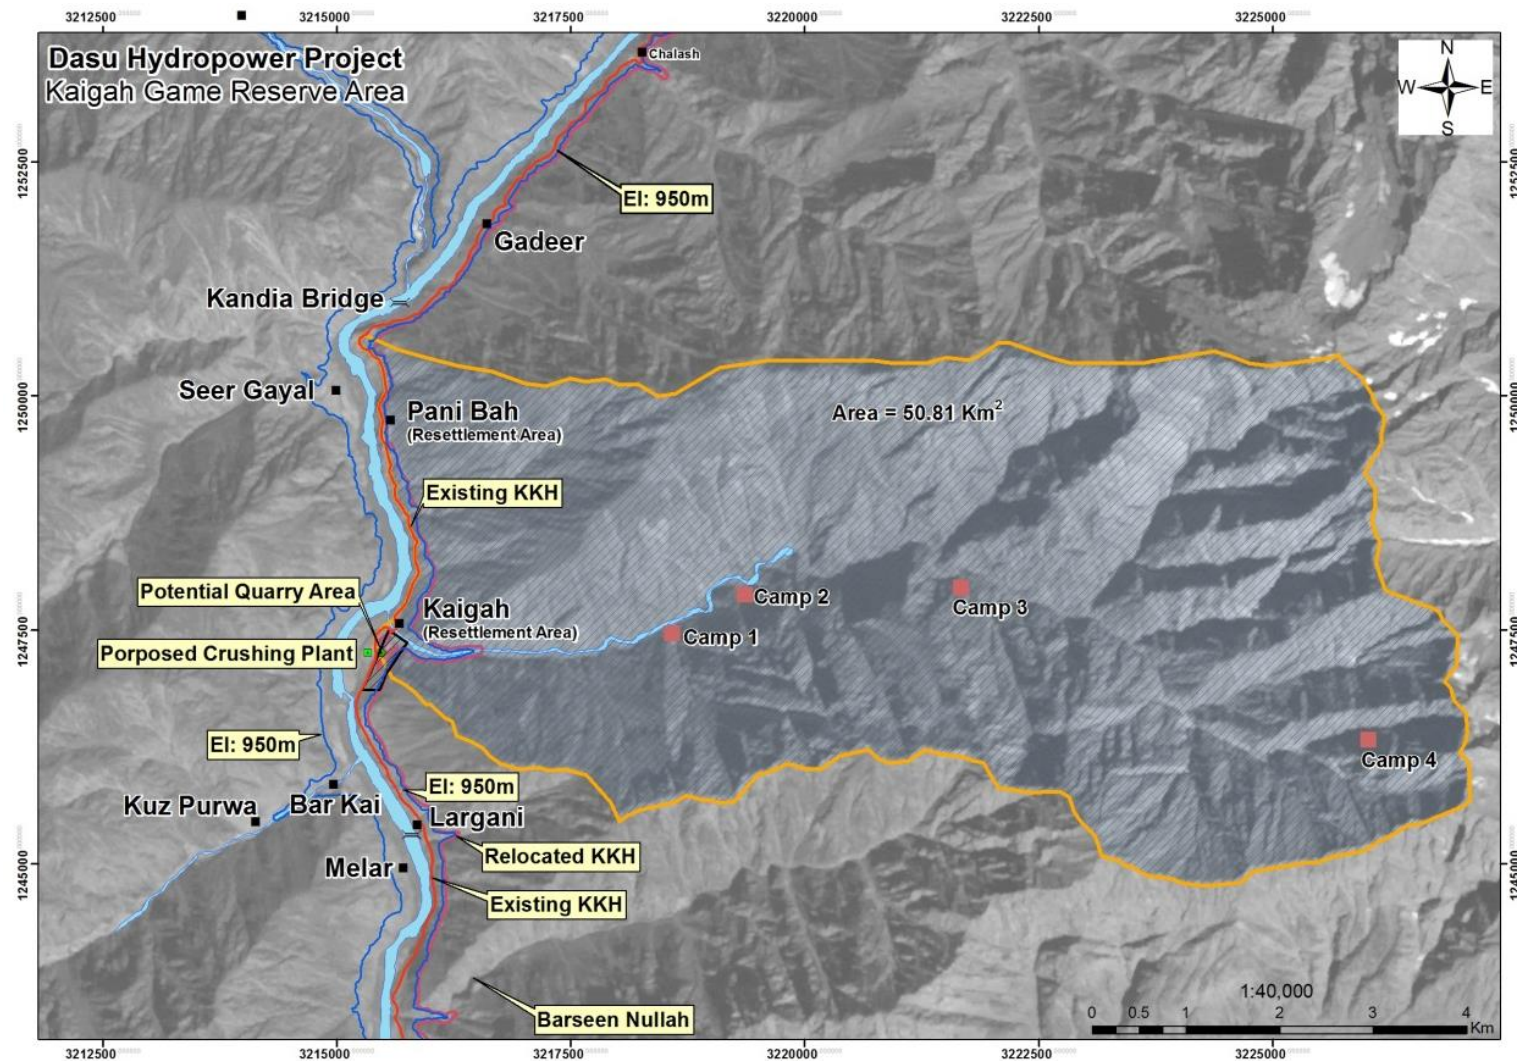 3212500 3215000 3217500 3220000 3222500 3225000
Dasu Hydropower Project
Kaigah Game Reserve Area
Chalash
N
W E
S
1252500
1252500
El: 950m
Gadeer
Kandia Bridge
Seer Gayal
1250000
1250000
Pani Bah
(Resettlement Area)
Area = 50.81 Km2
Existing KKH
Potential Quarry Area
Kaigah
(Resettlement Area)
Camp 2
Camp 3
Camp 1
1247500
1247500
Porposed Crushing Plant
El: 950m
Camp 4
El: 950m
Kuz Purwa
Bar Kai
Largani
Relocated KKH
Melar
1245000
1245000
Existing KKH
Barseen Nullah
1:40,000
0 0.5 1 2 3 4
Km
3212500 3215000 3217500 3220000 3222500 3225000